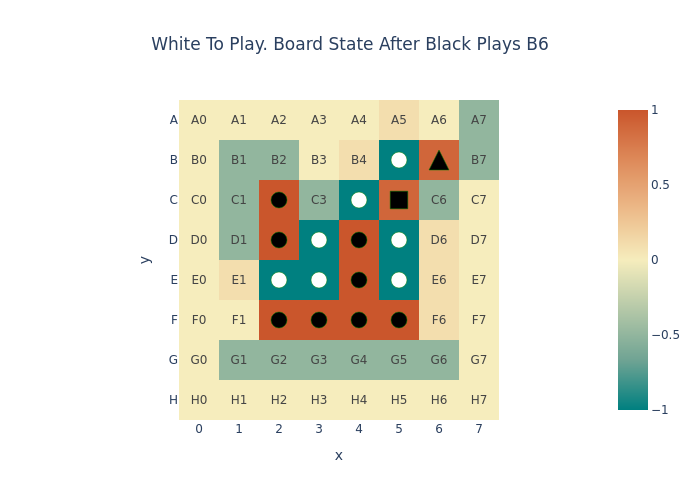 White To Play. Board State After Black Plays B6
A A0 A1 A2 A3 A4 A5 A6 A7
B B0 B1 B2 B3 B4 B7
C C0 C1 C3 C6 C7
D D0 D1 D6 D7
E E0 E1 E6 E7
F F0 F1 F6 F7
G G0 G1 G2 G3 G4 G5 G6 G7
H H0 H1 H2 H3 H4 H5 H6 H7
0 1 2 3 4 5 6 7
x
y
1
0.5
0
−0.5
−1